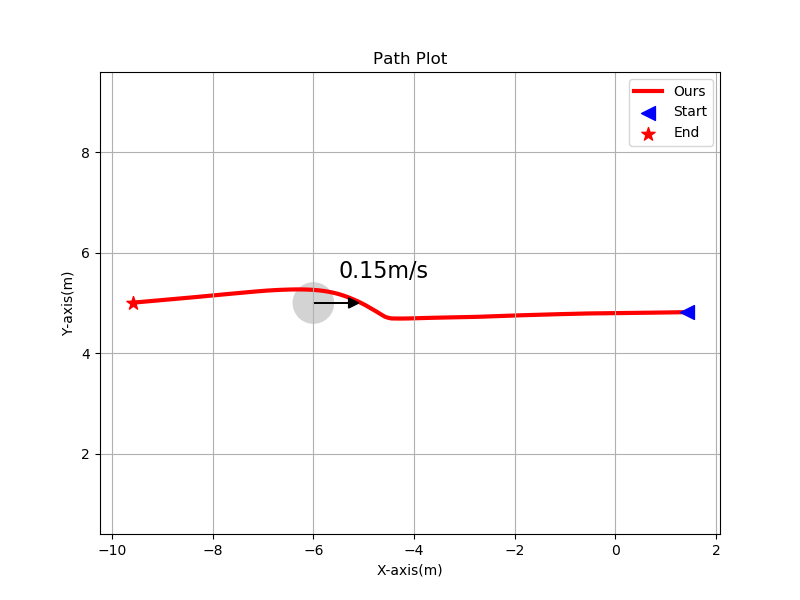 Path Plot
Ours
Start
End
0.15m/s
Y-axis(m)
8
6
4
2
−10
−8
−6
−4
−2
0
2
X-axis(m)